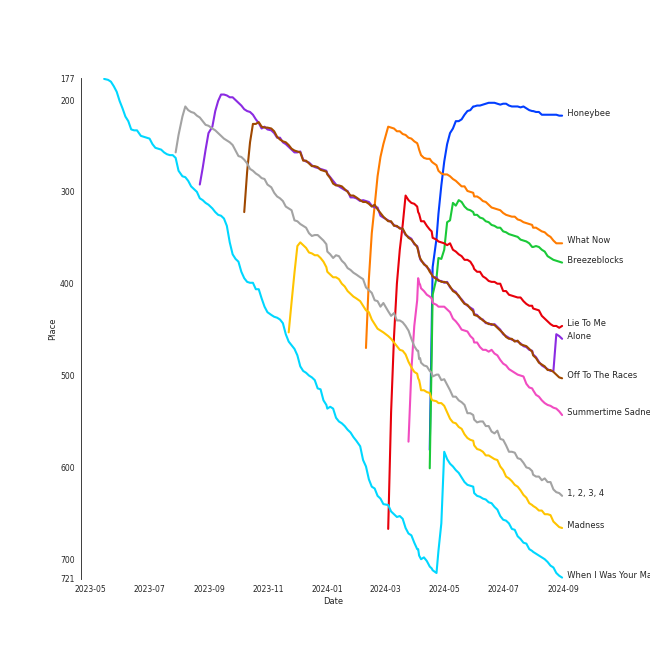 177
200
300
400
500
600
700
721
Place
2023-05
2023-07
2023-09
2023-11
2024-01
2024-03
2024-05
2024-07
2024-09
Date
Honeybee
What Now
Breezeblocks
Lie To Me
Alone
Off To The Races
Summertime Sadne
1, 2, 3, 4
Madness
When I Was Your Ma